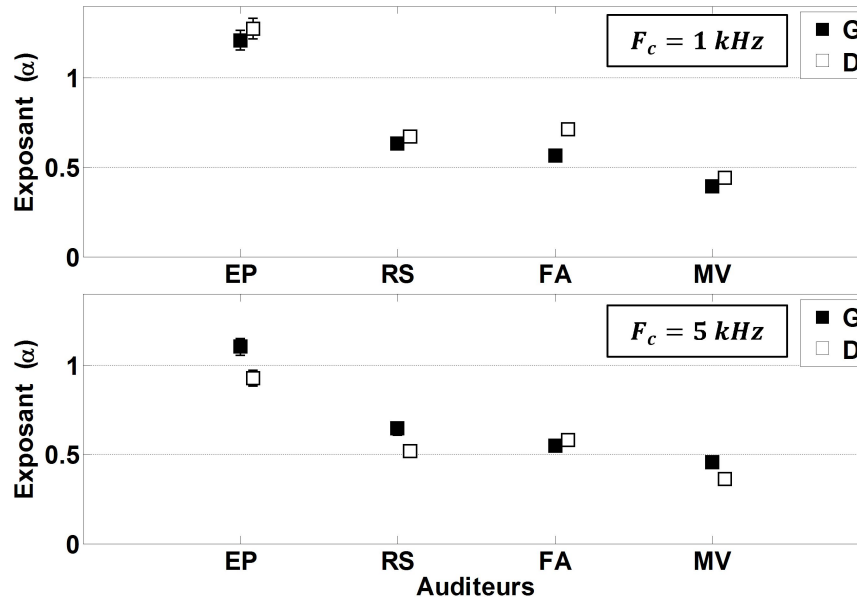 Exposant (α)
1
0.5
0
F_c = 1 kHz
G
D
EP RS FA MV
Exposant (α)
1
0.5
0
F_c = 5 kHz
G
D
EP RS FA MV
Auditeurs